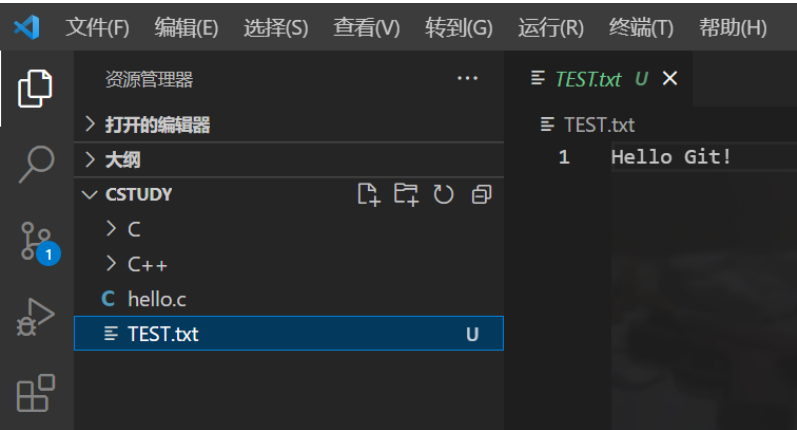 文件(F) 编辑(E) 选择(S) 查看(V) 转到(G) 运行(R) 终端(T) 帮助(H)
资源管理器 ···
打开的编辑器
大纲
CSTUDY
C
C++
C hello.c
TEST.txt U
1
TEST.txt U
TEST.txt
1 Hello Git!